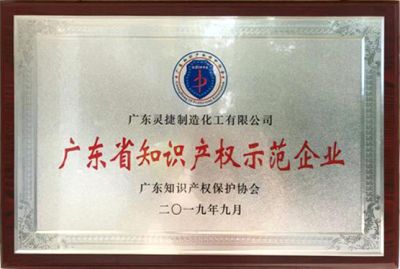 广东灵捷制造化工有限公司
广东省知识产权示范企业
广东知识产权保护协会
二〇一九年九月